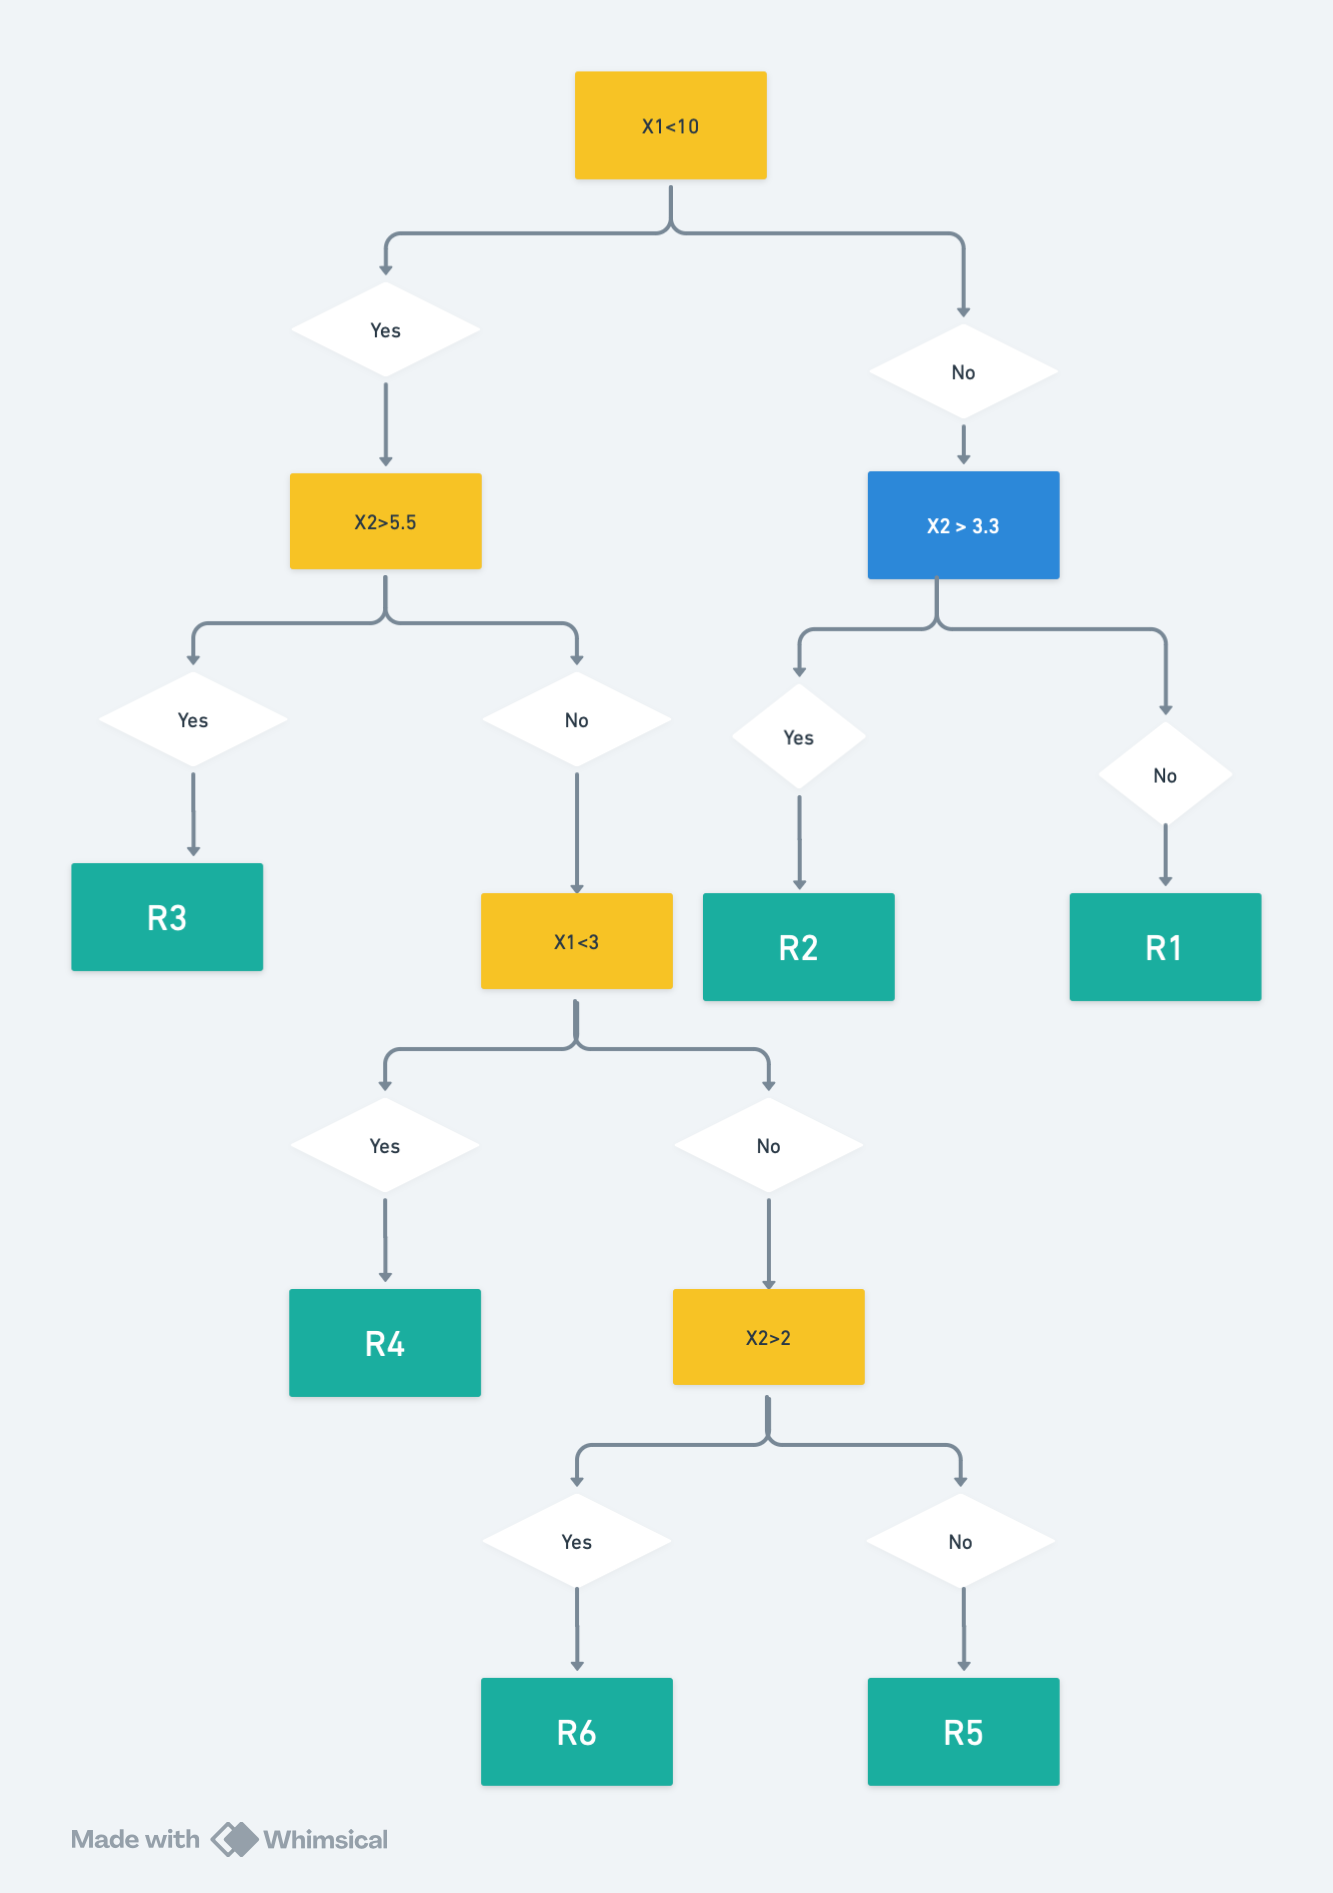 X1<10
Yes
No
X2>5.5
X2 > 3.3
Yes
No
Yes
No
R3
X1<3
R2
R1
Yes
No
R4
X2>2
Yes
No
R6
R5
Made with Whimsical